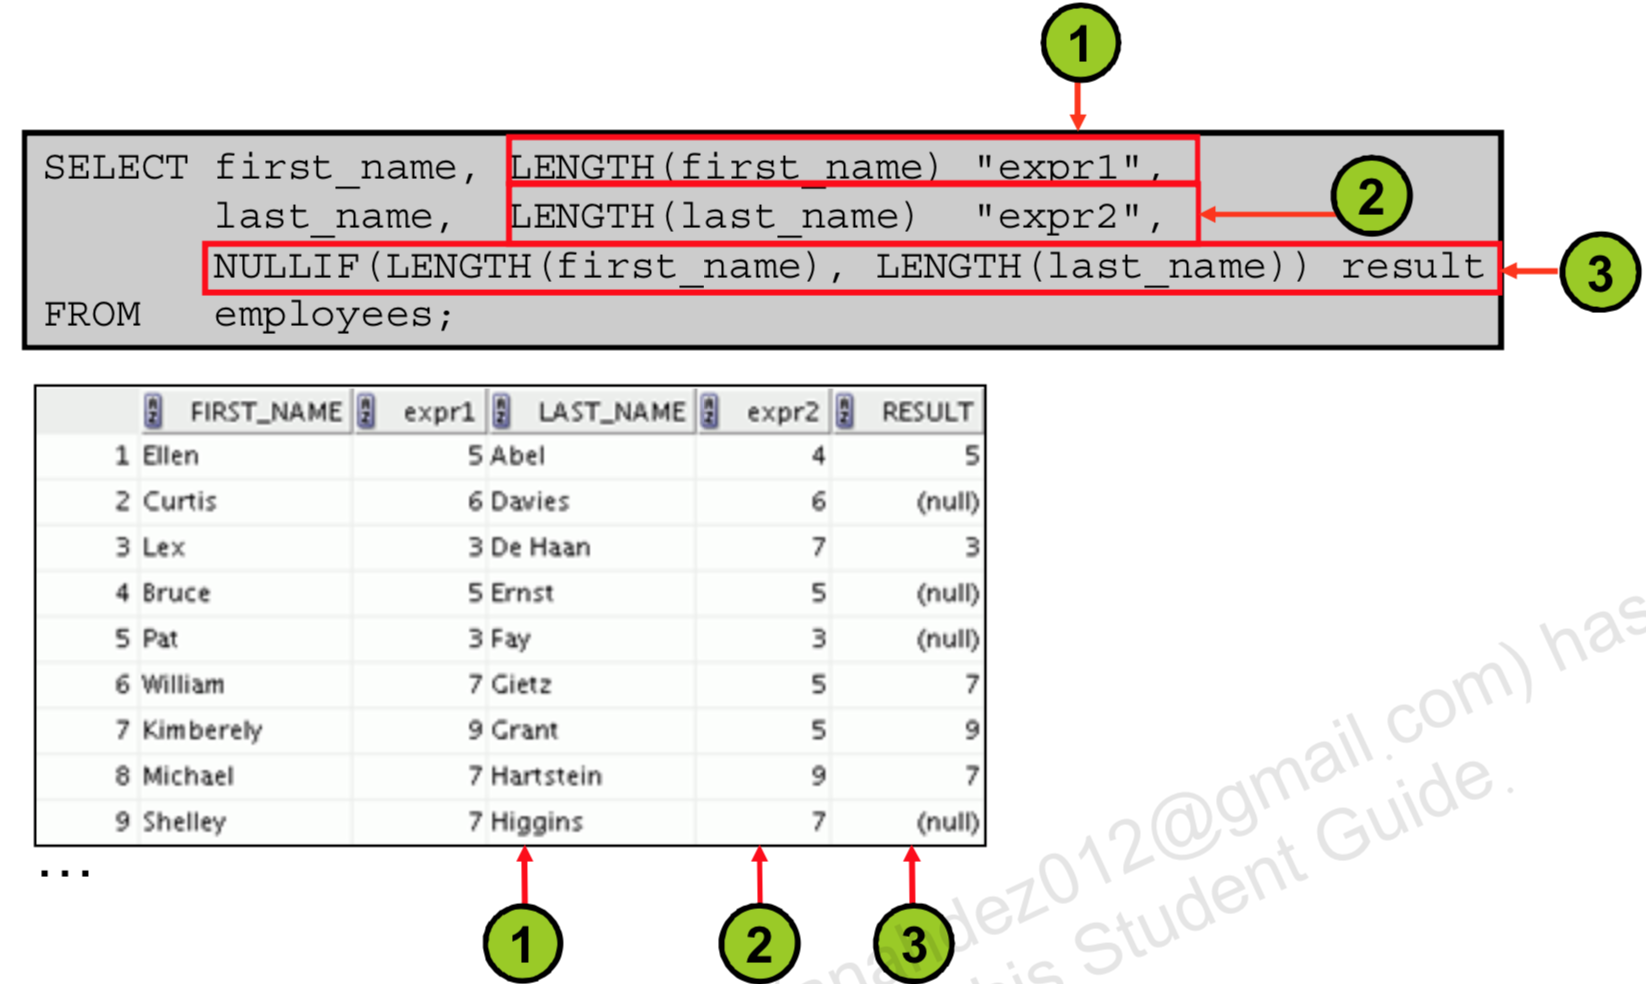 1
SELECT first_name, LENGTH(first_name) "expr1",
2
last_name, LENGTH(last_name) "expr2",
NULLIF(LENGTH(first_name), LENGTH(last_name)) result
3
FROM employees;
FIRST_NAME expr1 LAST_NAME expr2 RESULT
1 Ellen 5 Abel 4 5
2 Curtis 6 Davies 6 (null)
3 Lex 3 De Haan 7 3
4 Bruce 5 Ernst 5 (null)
5 Pat 3 Fay 3 (null)
6 William 7 Gietz 5 7
7 Kimberely 9 Grant 5 9
8 Michael 7 Hartstein 9 7
9 Shelley 7 Higgins 7 (null)
...
1 2 3
dez012@gmail.com) has
Student Guide.